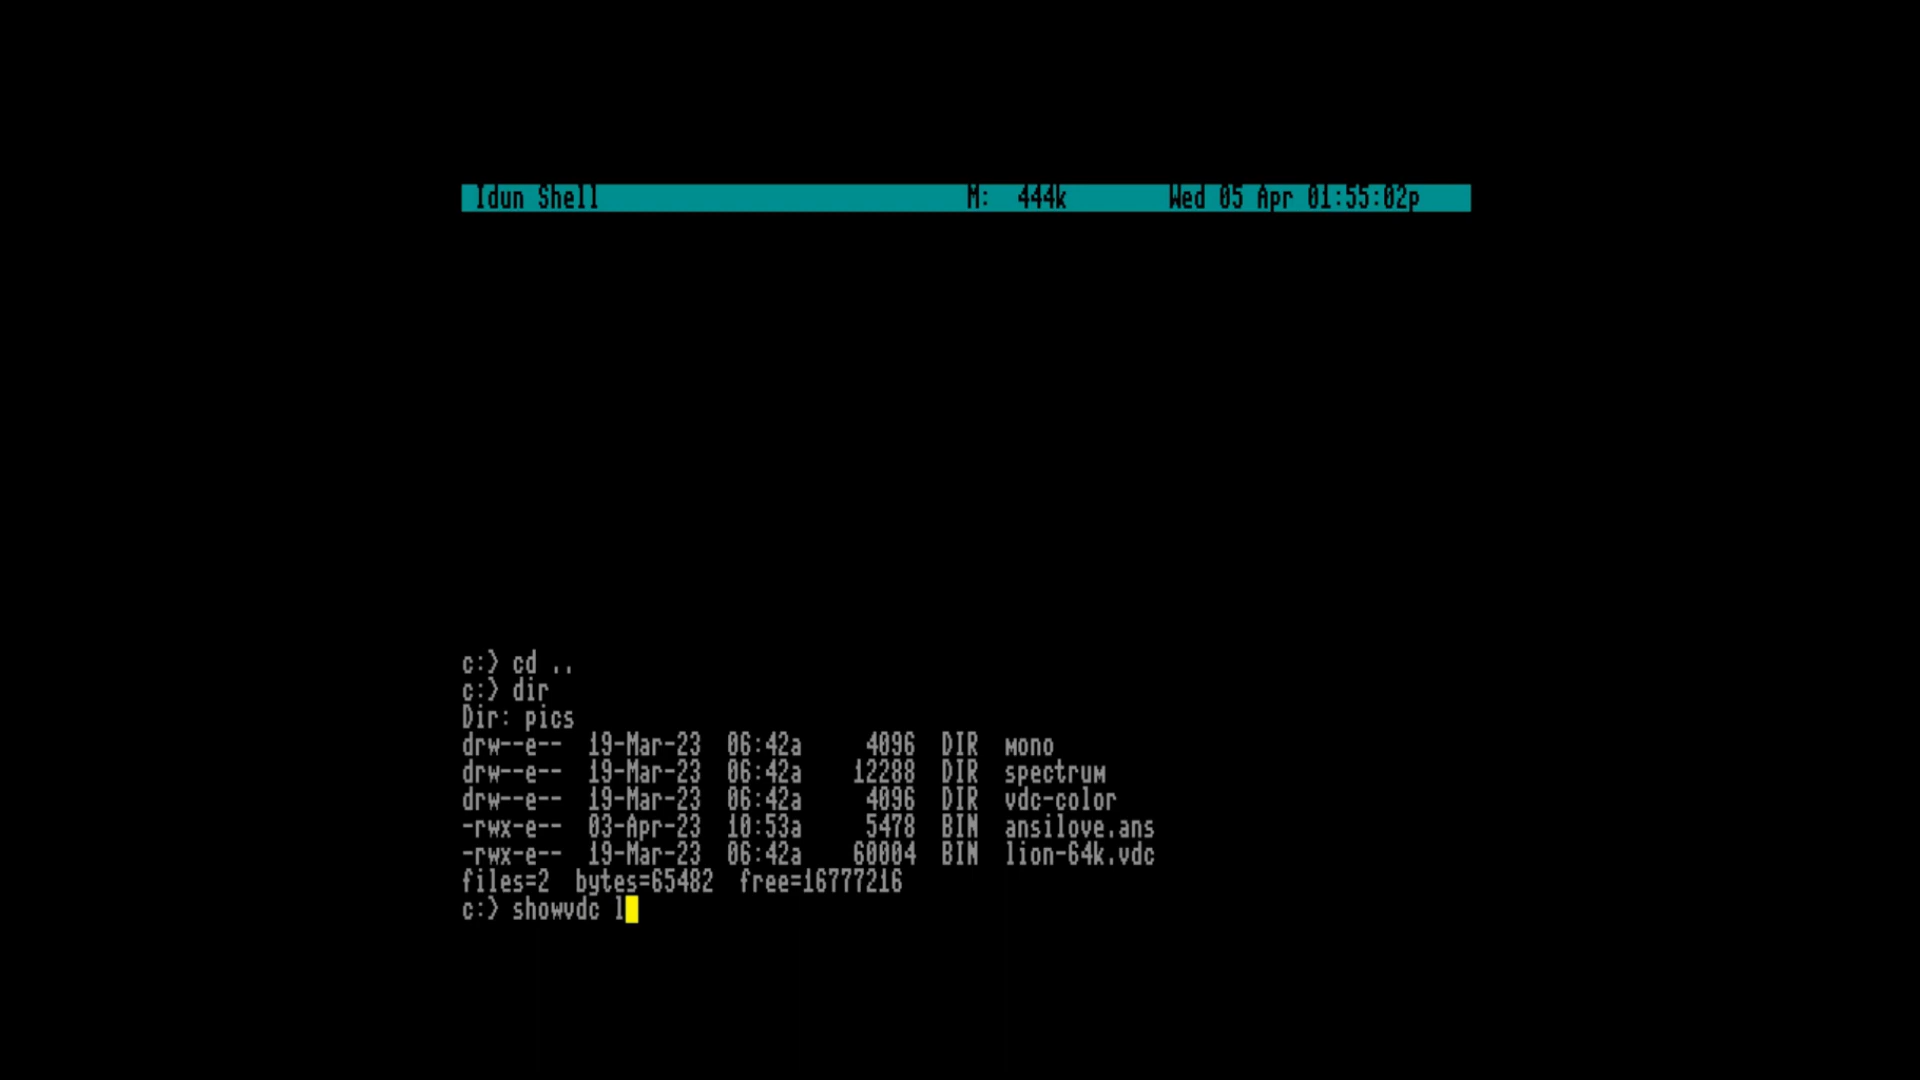 Idun Shell M: 444k Wed 05 Apr 01:55:02p
c:> cd ..
c:> dir
Dir: pics
drw--e-- 19-Mar-23 06:42a 4096 DIR mono
drw--e-- 19-Mar-23 06:42a 12288 DIR spectrum
drw--e-- 19-Mar-23 06:42a 4096 DIR vdc-color
-rwx-e-- 03-Apr-23 10:53a 5478 BIN ansilove.ans
-rwx-e-- 19-Mar-23 06:42a 60004 BIN lion-64k.vdc
files=2 bytes=65482 free=16777216
c:> showvdc l